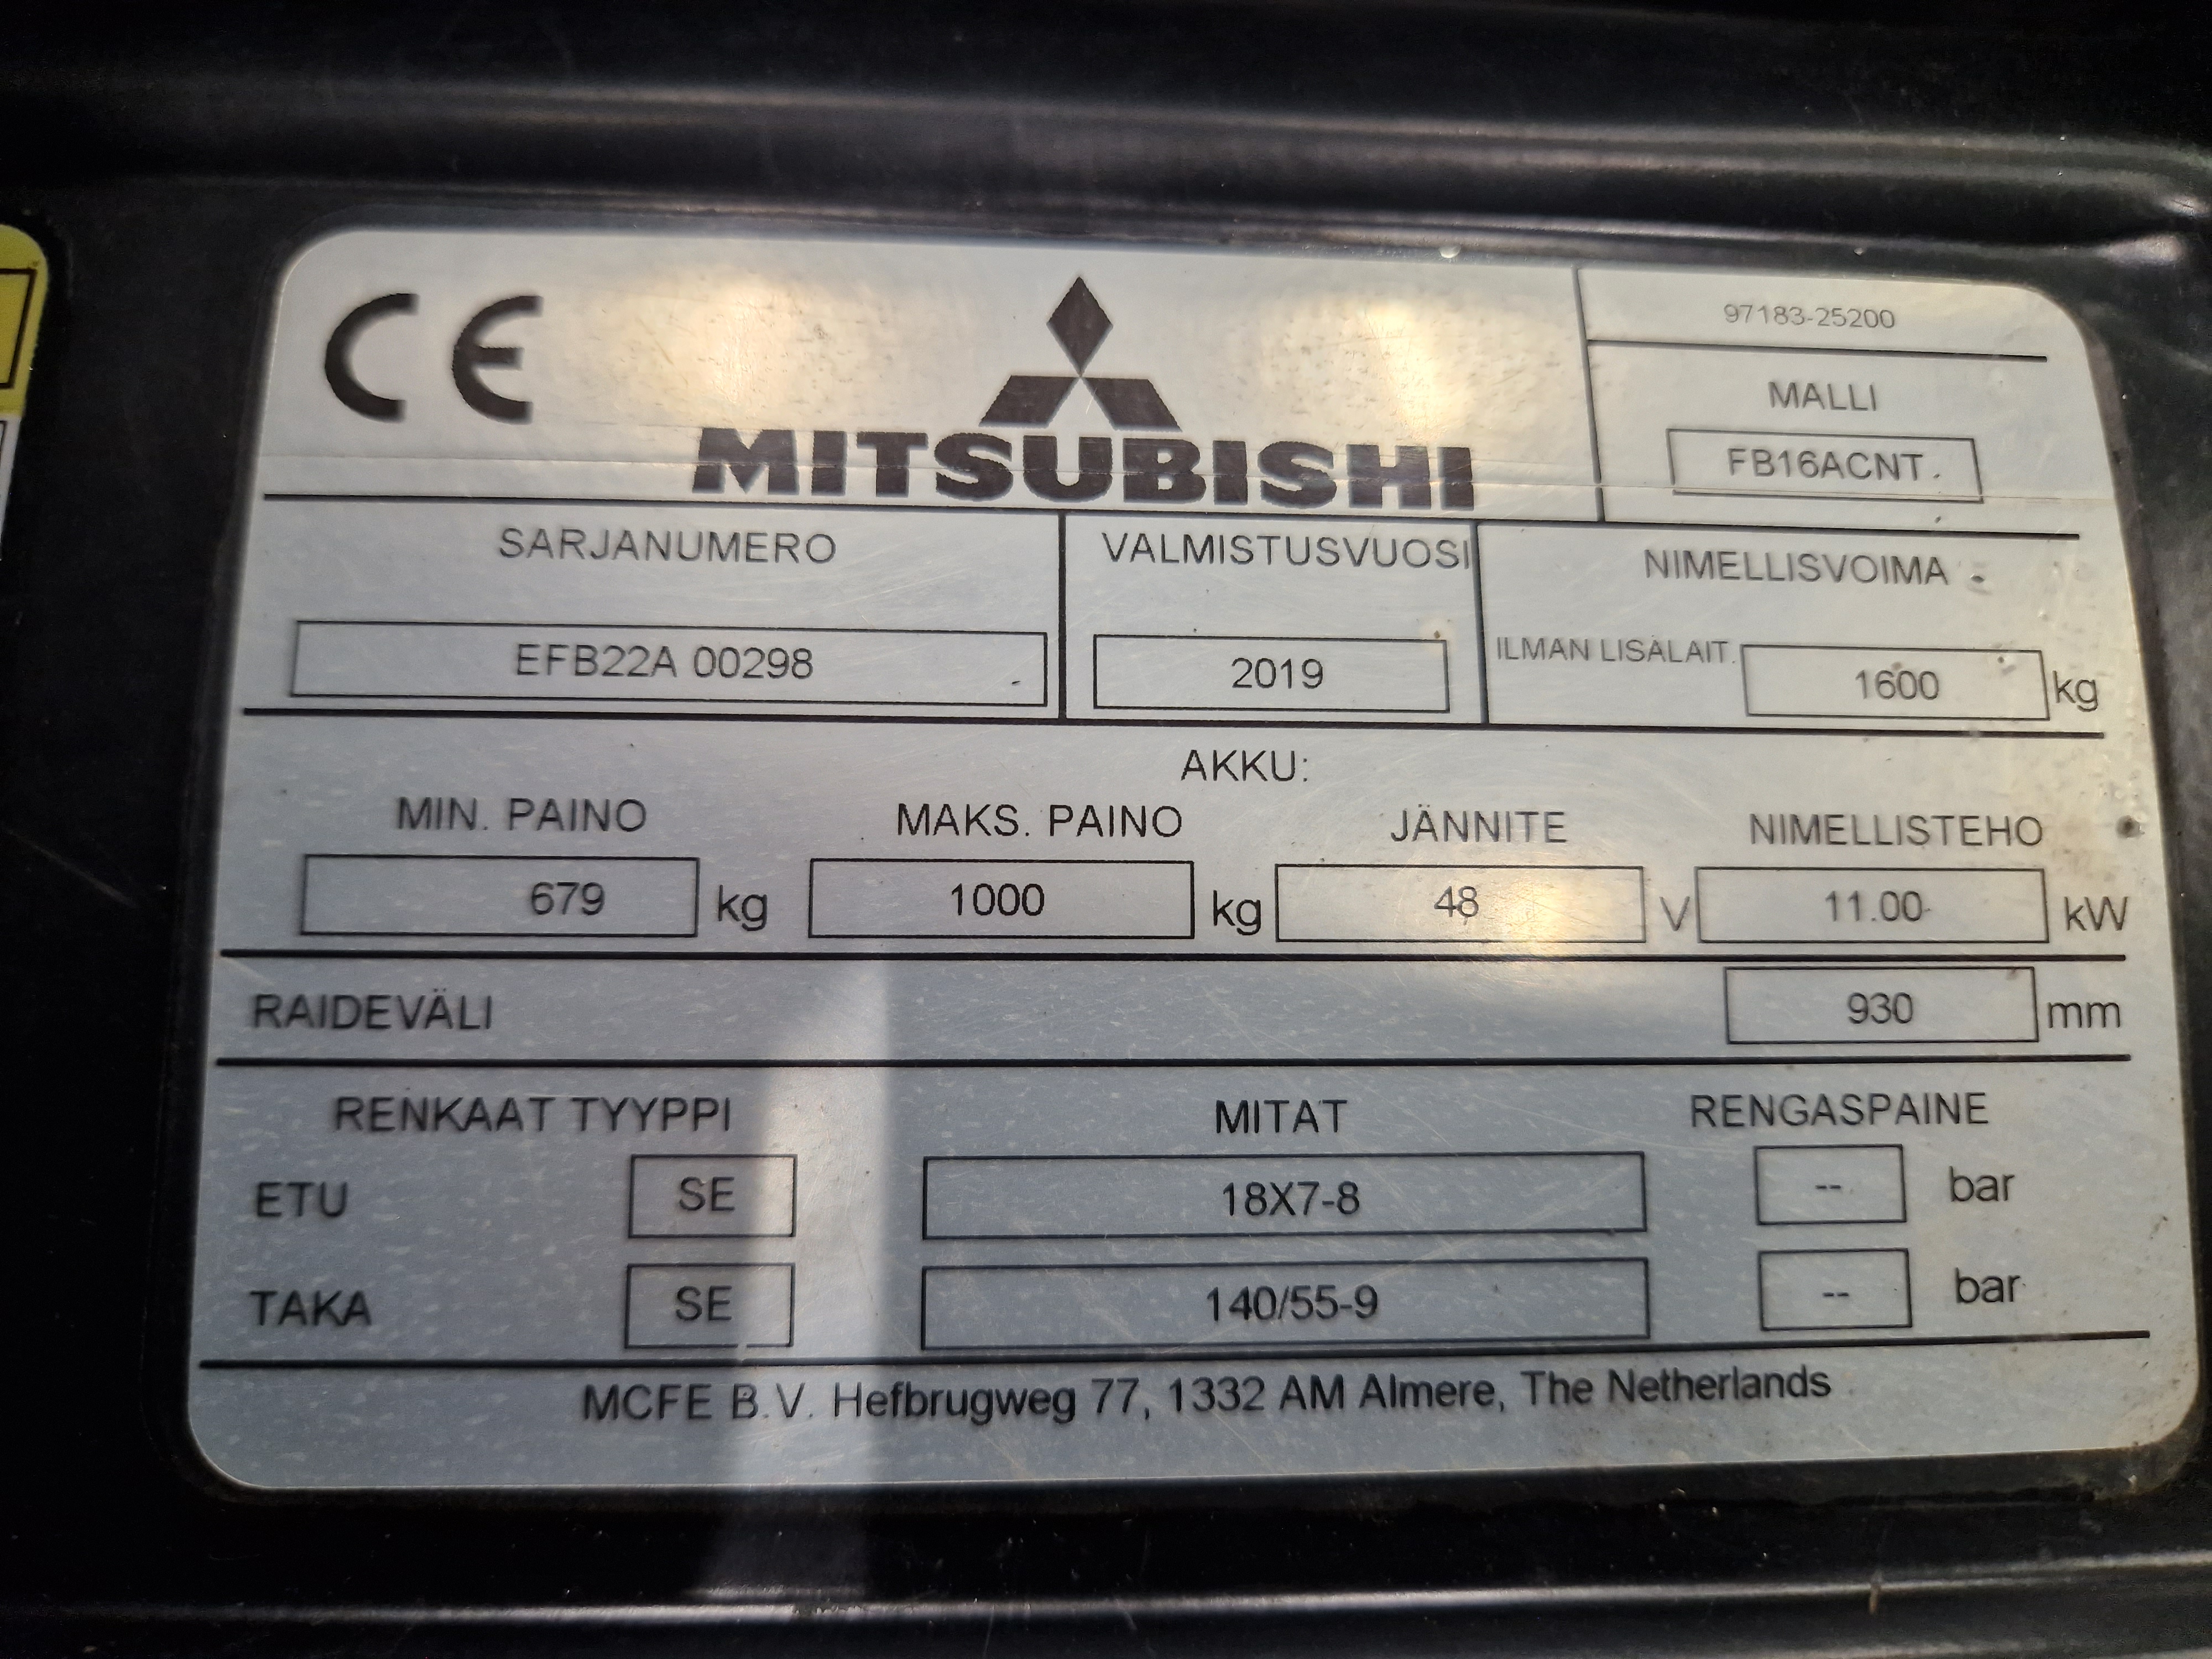 CE
MITSUBISHI
97183-25200
MALLI
FB16ACNT
SARJANUMERO
EFB22A 00298
VALMISTUSVUOSI
2019
NIMELLISVOIMA
ILMAN LISÄLAIT. 1600 kg
AKKU:
MIN. PAINO MAKS. PAINO JÄNNITE NIMELLISTEHO
679 kg 1000 kg 48 V 11.00 kW
RAIDEVÄLI 930 mm
RENKAAT TYYPPI MITAT RENGASPAINE
ETU SE 18X7-8 -- bar
TAKA SE 140/55-9 -- bar
MCFE B.V. Hefbrugweg 77, 1332 AM Almere, The Netherlands